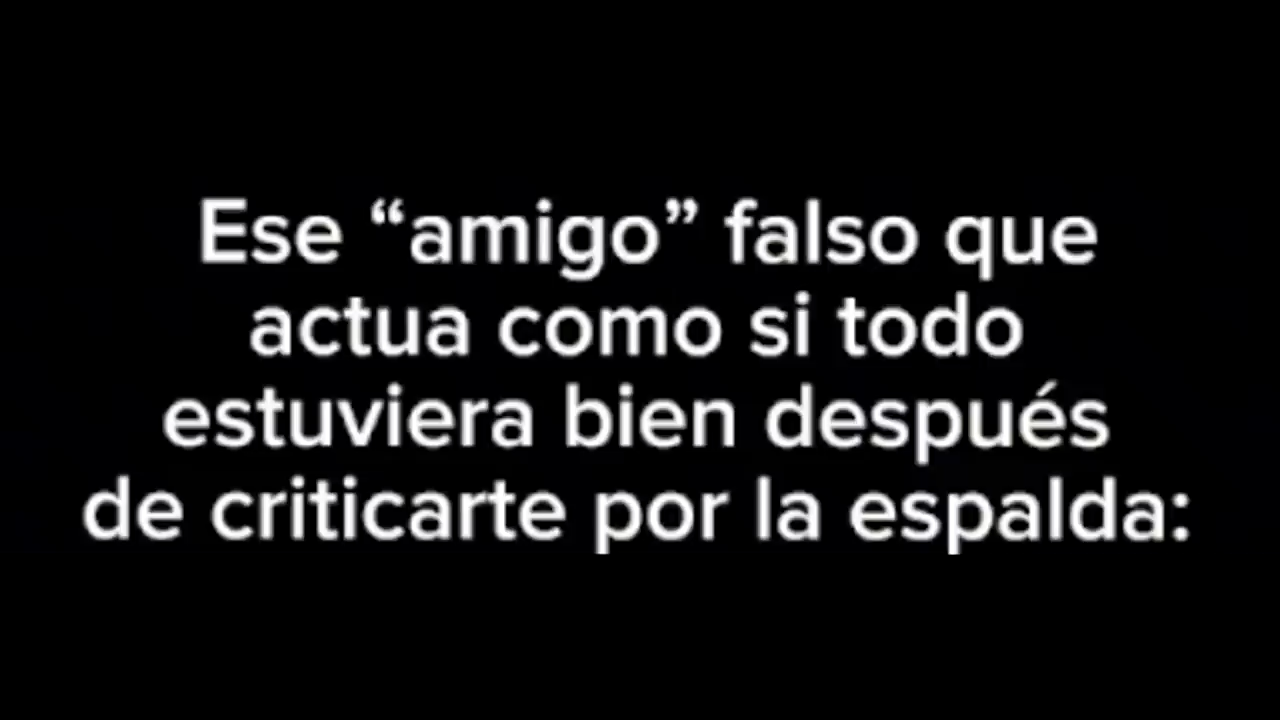 Ese “amigo” falso que
actua como si todo
estuviera bien después
de criticarte por la espalda: